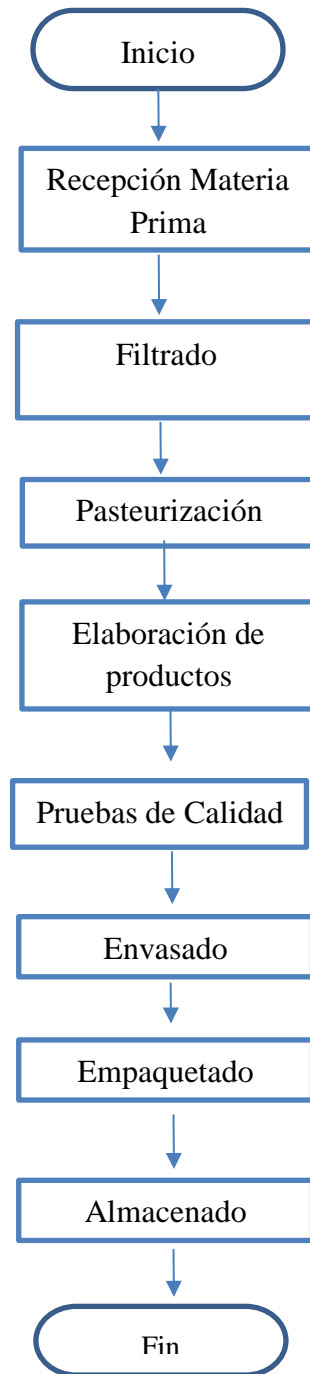 Inicio
Recepción Materia
Prima
Filtrado
Pasteurización
Elaboración de
productos
Pruebas de Calidad
Envasado
Empaquetado
Almacenado
Fin